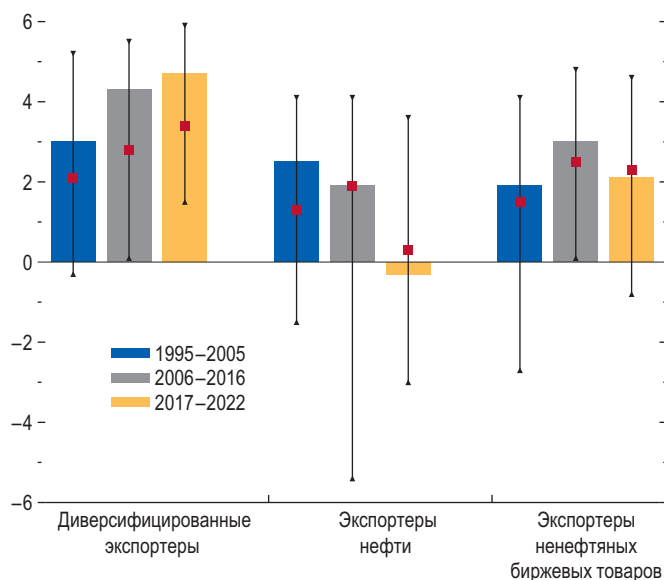 6
4
2
0
–2
–4
–6
1995–2005
2006–2016
2017–2022
Диверсифицированные
экспортеры
Экспортеры
нефти
Экспортеры
ненефтяных
биржевых товаров